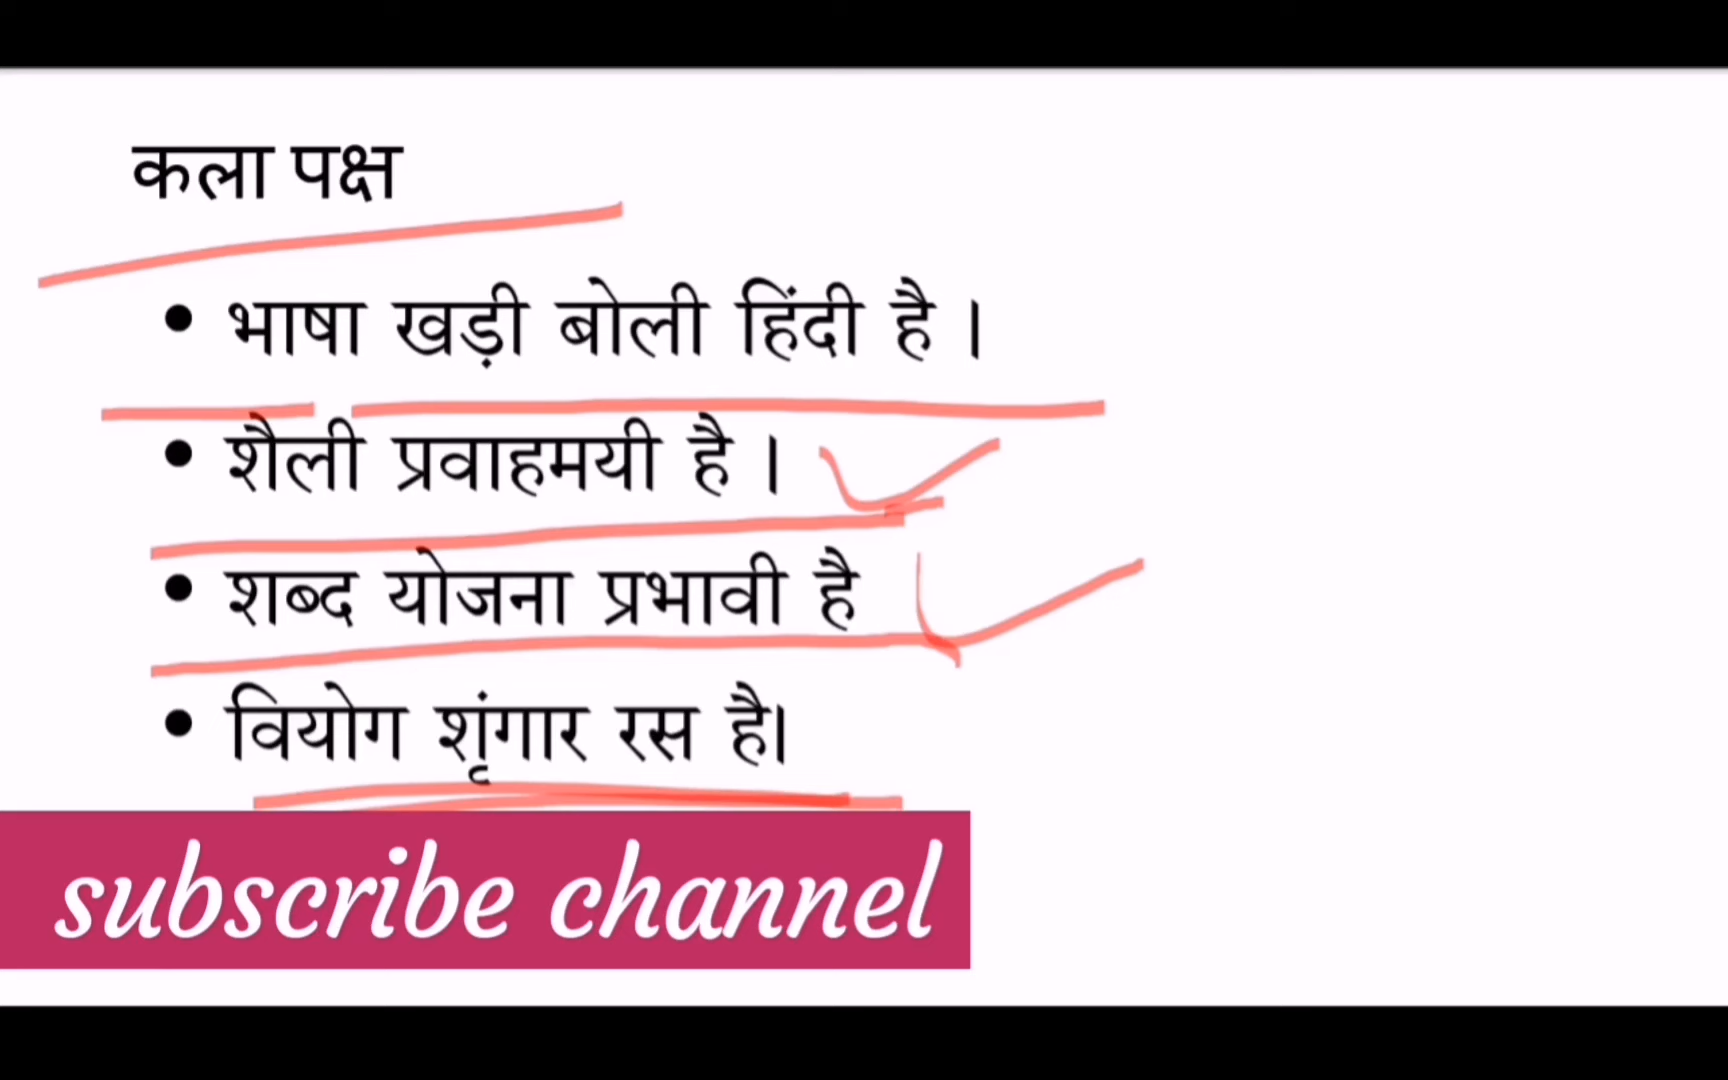 कला पक्ष
• भाषा खड़ी बोली हिंदी है ।
• शैली प्रवाहमयी है ।
• शब्द योजना प्रभावी है
• वियोग शृंगार रस है।
subscribe channel